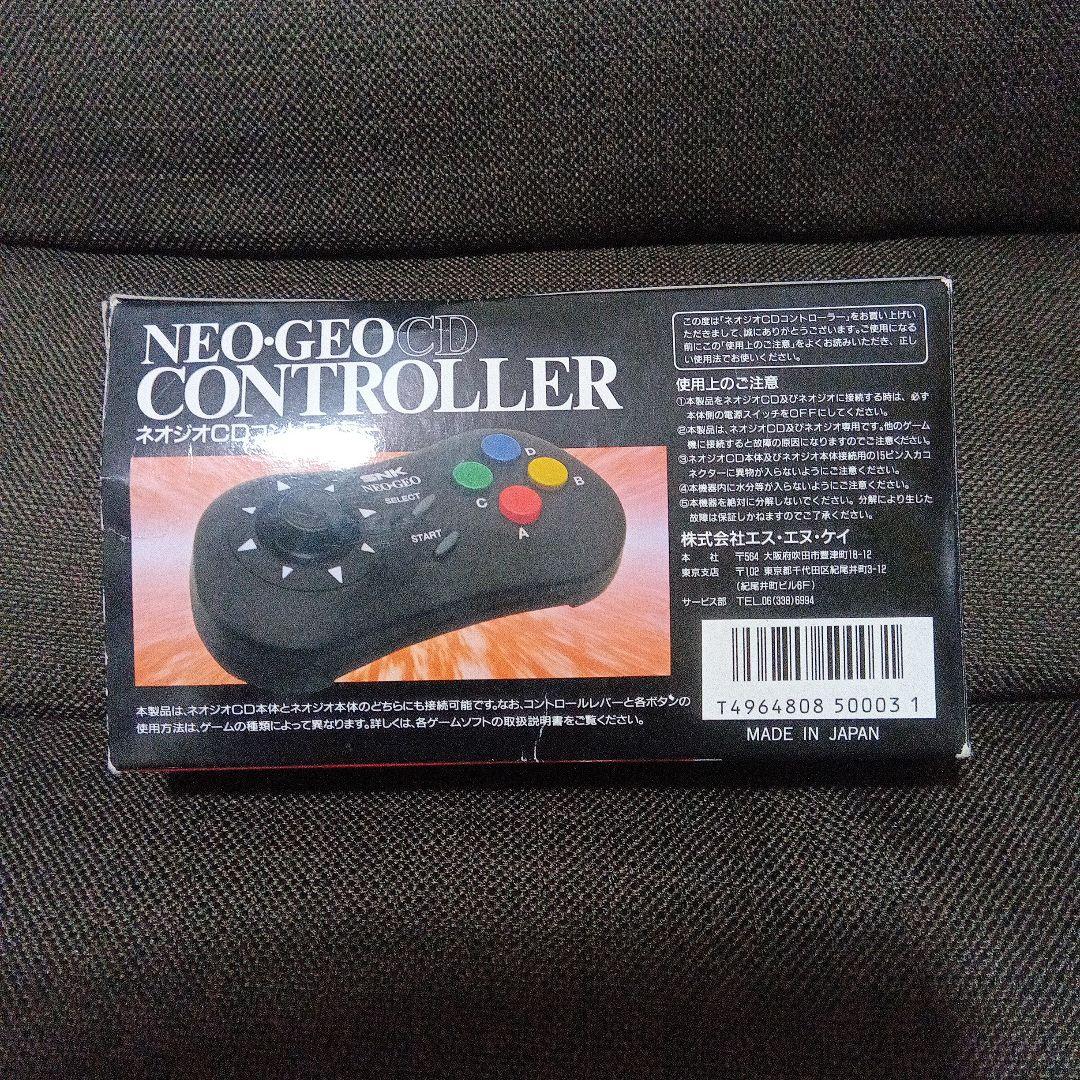 NEO・GEO CD
CONTROLLER
ネオジオCDコントローラー
SNK
NEO・GEO
SELECT
START
D
B
C
A
本製品は、ネオジオCD本体とネオジオ本体のどちらにも接続可能です。なお、コントロールレバーと各ボタンの
使用方法は、ゲームの種類によって異なります。詳しくは、各ゲームソフトの取扱説明書をご覧ください。
この度は「ネオジオCDコントローラー」をお買い上げい
ただきまして、誠にありがとうございます。ご使用になる
前にこの「使用上のご注意」をよくお読みいただき、正し
い使用法でお使いください。
使用上のご注意
①本製品をネオジオCD及びネオジオに接続する時は、必ず
本体側の電源スイッチをOFFにしてください。
②本製品は、ネオジオCD及びネオジオ専用です。他のゲーム
機に接続すると故障の原因になりますのでご注意ください。
③ネオジオCD本体及びネオジオ本体接続用の15ピン入力コ
ネクターに異物が入らないようにご注意ください。
④本機器内に水分等が入らないようにご注意ください。
⑤本機器を絶対に分解しないでください。分解により生じた
故障は保証しかねますのでご了承ください。
株式会社エス・エヌ・ケイ
本 社 〒564 大阪府吹田市豊津町18-12
東京支店 〒102 東京都千代田区紀尾井町3-12
(紀尾井町ビル6F)
サービス部 TEL.06(338)6994
T4964808 50003 1
MADE IN JAPAN